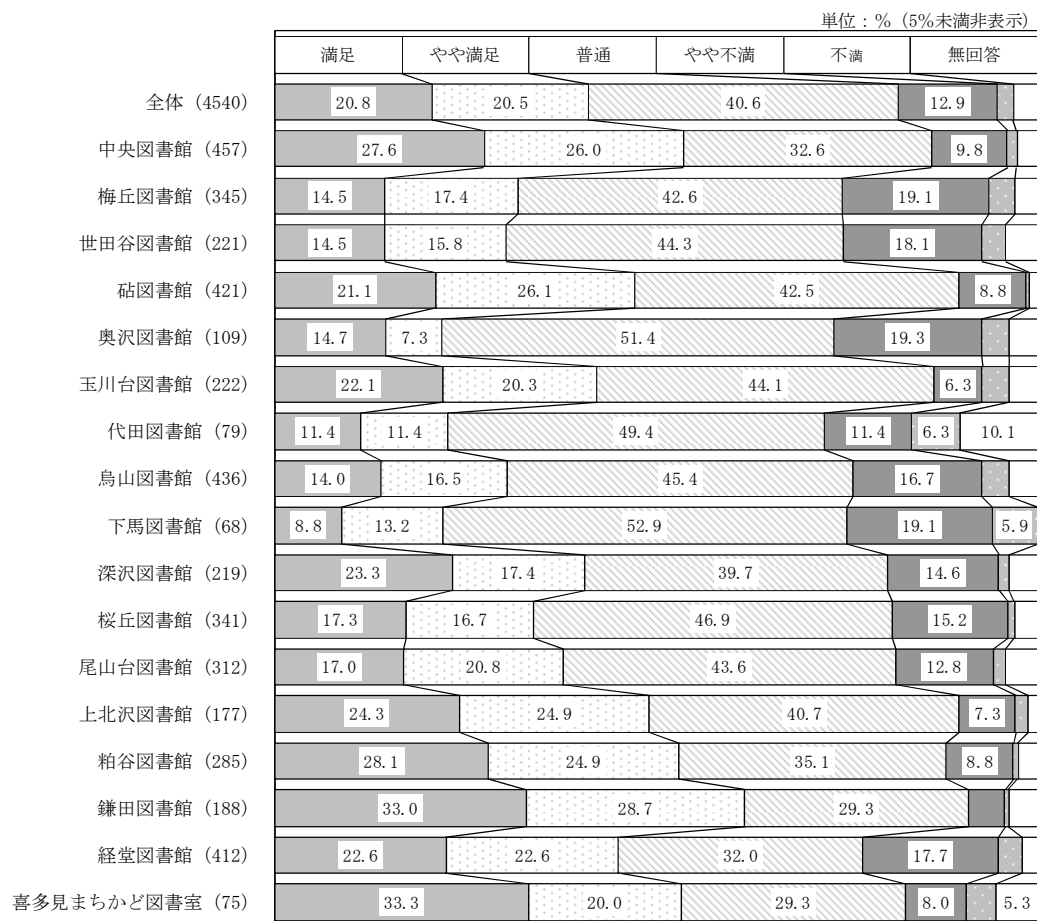 単位：％（5％未満非表示）
満足 やや満足 普通 やや不満 不満 無回答
全体（4540） 20.8 20.5 40.6 12.9
中央図書館（457） 27.6 26.0 32.6 9.8
梅丘図書館（345） 14.5 17.4 42.6 19.1
世田谷図書館（221） 14.5 15.8 44.3 18.1
砧図書館（421） 21.1 26.1 42.5 8.8
奥沢図書館（109） 14.7 7.3 51.4 19.3
玉川台図書館（222） 22.1 20.3 44.1 6.3
代田図書館（79） 11.4 11.4 49.4 11.4 6.3 10.1
烏山図書館（436） 14.0 16.5 45.4 16.7
下馬図書館（68） 8.8 13.2 52.9 19.1 5.9
深沢図書館（219） 23.3 17.4 39.7 14.6
桜丘図書館（341） 17.3 16.7 46.9 15.2
尾山台図書館（312） 17.0 20.8 43.6 12.8
上北沢図書館（177） 24.3 24.9 40.7 7.3
粕谷図書館（285） 28.1 24.9 35.1 8.8
鎌田図書館（188） 33.0 28.7 29.3
経堂図書館（412） 22.6 22.6 32.0 17.7
喜多見まちかど図書室（75） 33.3 20.0 29.3 8.0 5.3